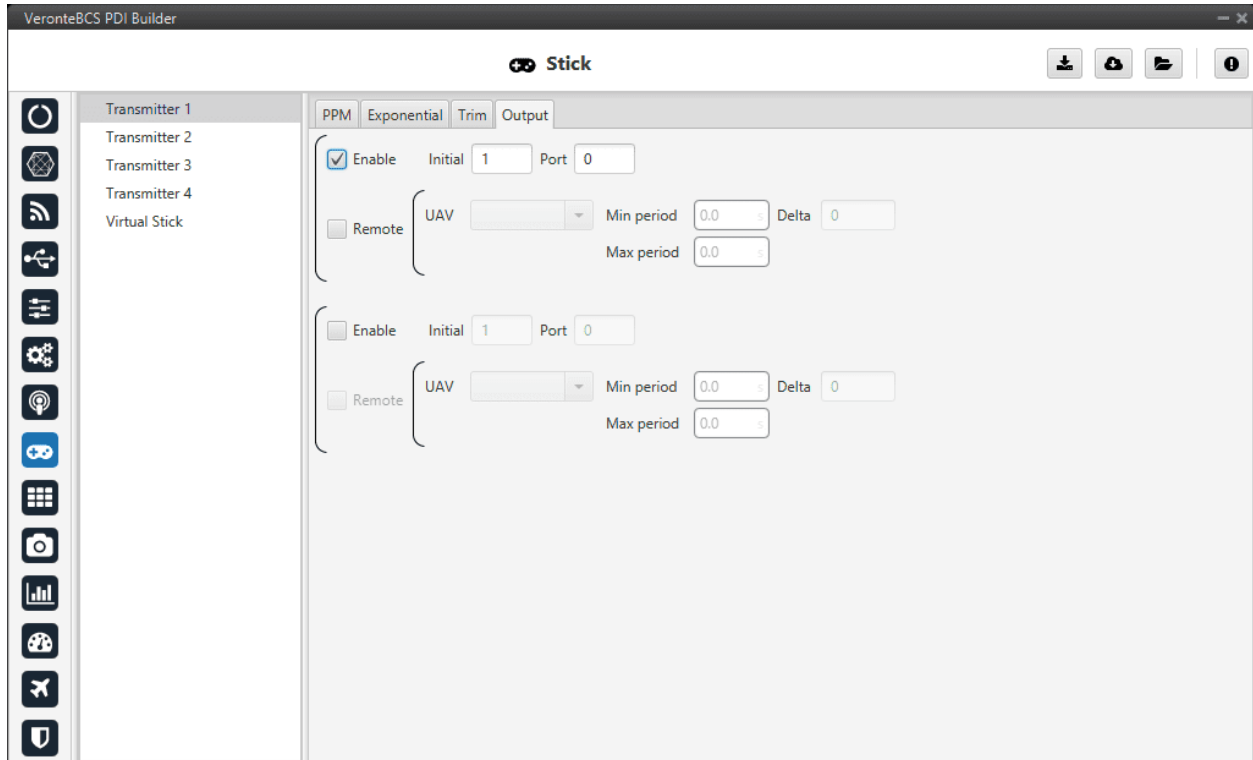 VeronteBCS PDI Builder
Stick
Transmitter 1
Transmitter 2
Transmitter 3
Transmitter 4
Virtual Stick
PPM Exponential Trim Output
Enable Initial 1 Port 0
Remote UAV Min period 0.0 s Delta 0
Max period 0.0 s
Enable Initial 1 Port 0
Remote UAV Min period 0.0 s Delta 0
Max period 0.0 s